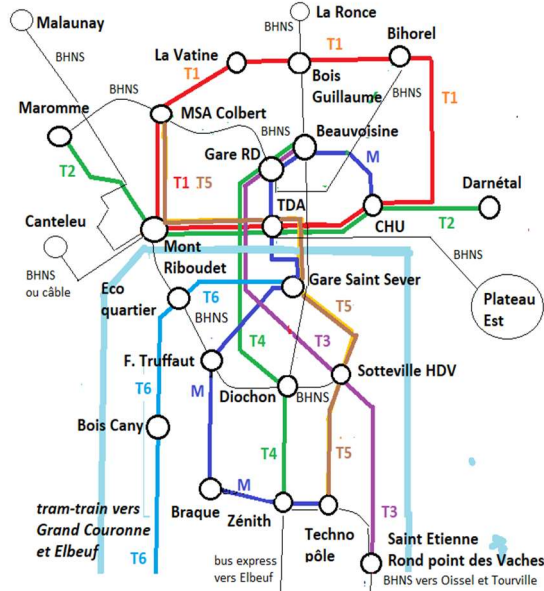 La Ronce
Malaunay
Bihorel
La Vatine
BHNS
T1
T1
BHNS
Bois
Guillaume
BHNS
T1
Maromme
MSA Colbert
Beauvoisine
BHNS
Gare RD
M
T2
T1
T5
Darnétal
TDA
CHU
T2
Canteleu
Mont
Riboudet
BHNS
BHNS
ou câble
Gare Saint Sever
Eco
quartier
T6
Plateau
Est
BHNS
T5
T4
T3
F. Truffaut
Sotteville HDV
T6
M
Diochon
BHNS
Bois Cany
T4
T5
M
Braque
Zénith
Techno
pôle
T3
tram-train vers
Grand Couronne
et Elbeuf
T6
Saint Etienne
Rond point des Vaches
bus express
vers Elbeuf
BHNS vers Oissel et Tourville